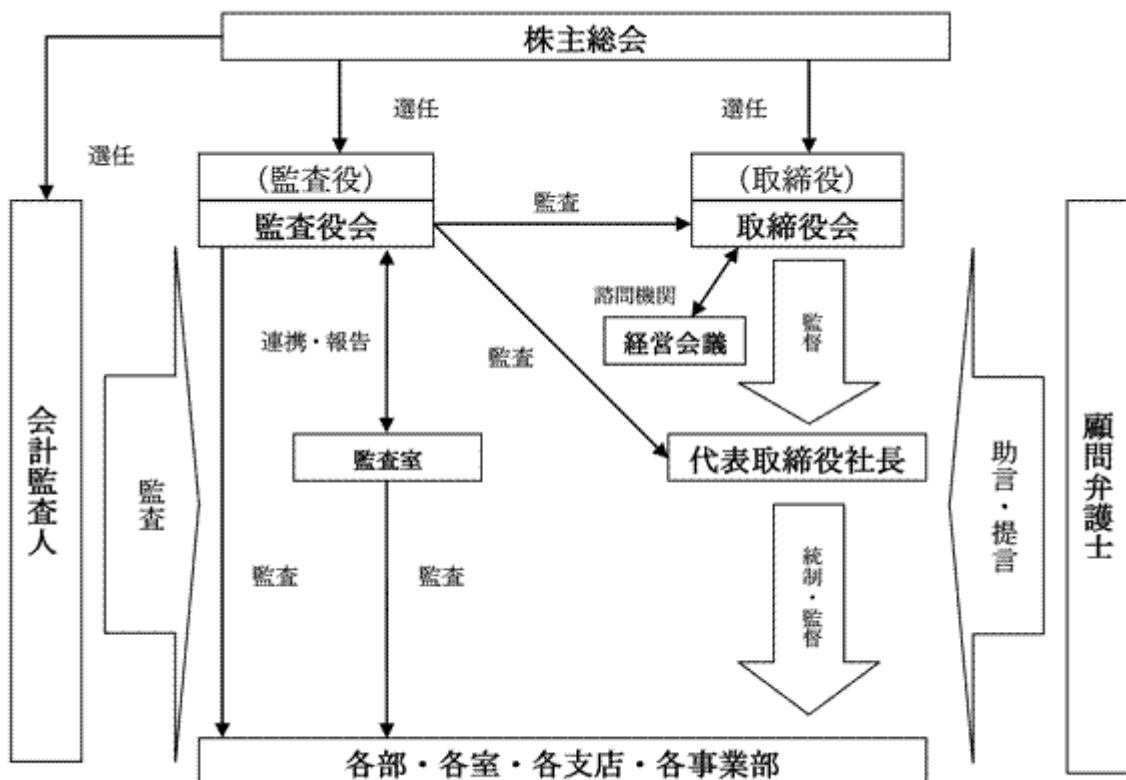 株主総会
選任
選任
選任
(監査役)
監査役会
監査
(取締役)
取締役会
諮問機関
経営会議
監督
連携・報告
監査
監査室
代表取締役社長
会計監査人
監査
監査
監査
統制・監督
助言・提言
顧問弁護士
各部・各室・各支店・各事業部